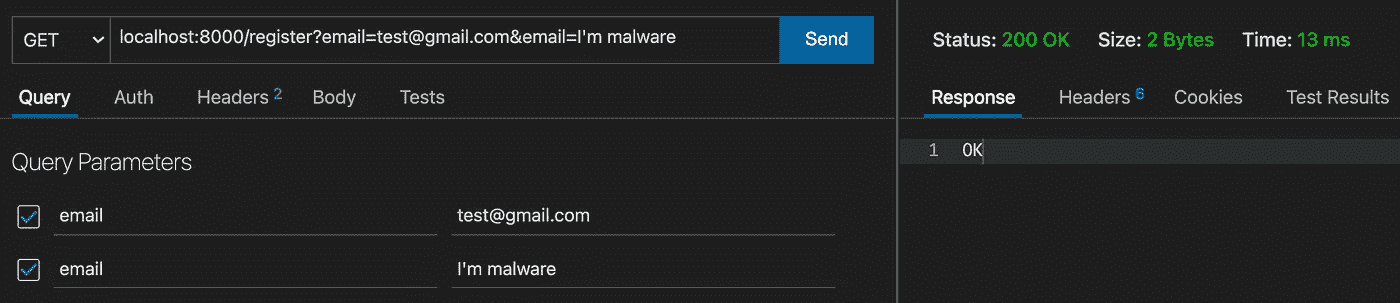 GET localhost:8000/register?email=test@gmail.com&email=I'm malware Send
Query Auth Headers 2 Body Tests
Query Parameters
email test@gmail.com
email I'm malware
Status: 200 OK Size: 2 Bytes Time: 13 ms
Response Headers 6 Cookies Test Results
1 OK